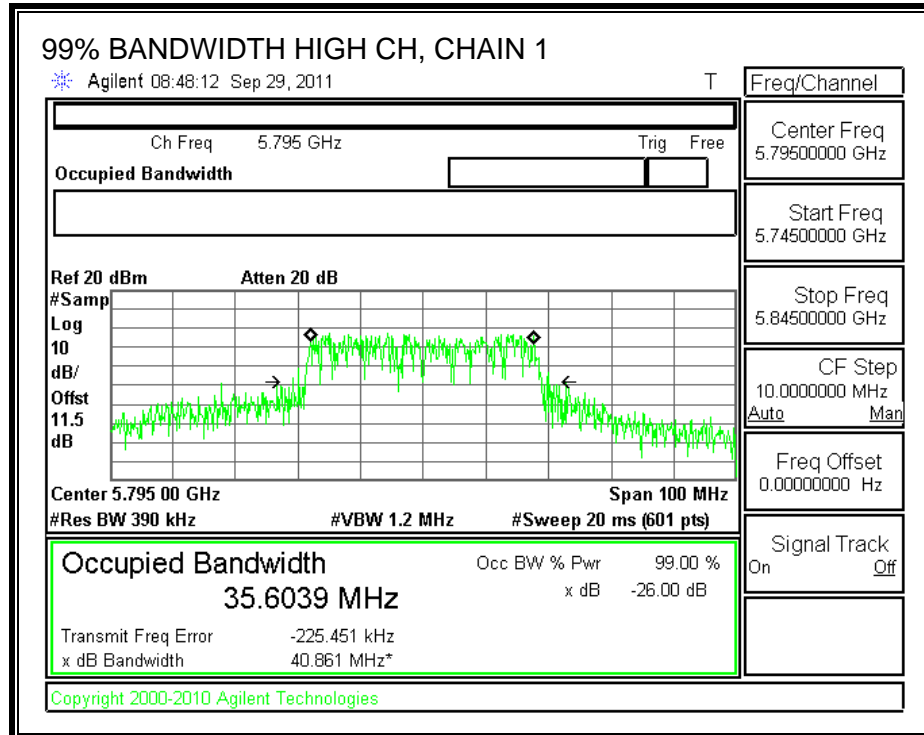 99% BANDWIDTH HIGH CH, CHAIN 1
Agilent 08:48:12 Sep 29, 2011 T
Freq/Channel
Ch Freq 5.795 GHz Trig Free
Occupied Bandwidth
Center Freq
5.79500000 GHz
Start Freq
5.74500000 GHz
Stop Freq
5.84500000 GHz
CF Step
10.0000000 MHz
Auto Man
Freq Offset
0.00000000 Hz
Signal Track
On Off
Ref 20 dBm Atten 20 dB
#Samp
Log
10
dB/
Offst
11.5
dB
Center 5.795 00 GHz Span 100 MHz
#Res BW 390 kHz #VBW 1.2 MHz #Sweep 20 ms (601 pts)
Occupied Bandwidth Occ BW % Pwr 99.00 %
35.6039 MHz x dB -26.00 dB
Transmit Freq Error -225.451 kHz
x dB Bandwidth 40.861 MHz*
Copyright 2000-2010 Agilent Technologies